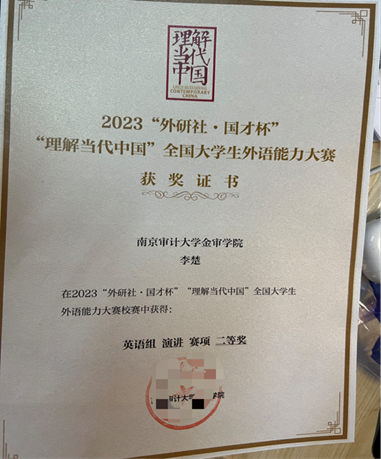 理解
当代
中国
UNDERSTANDING
CONTEMPORARY
CHINA
2023“外研社·国才杯”
“理解当代中国”全国大学生外语能力大赛
获奖证书
南京审计大学金审学院
李楚
在2023“外研社·国才杯”“理解当代中国”全国大学生
外语能力大赛校赛中获得：
英语组 演讲 赛项 二等奖
审计大
院